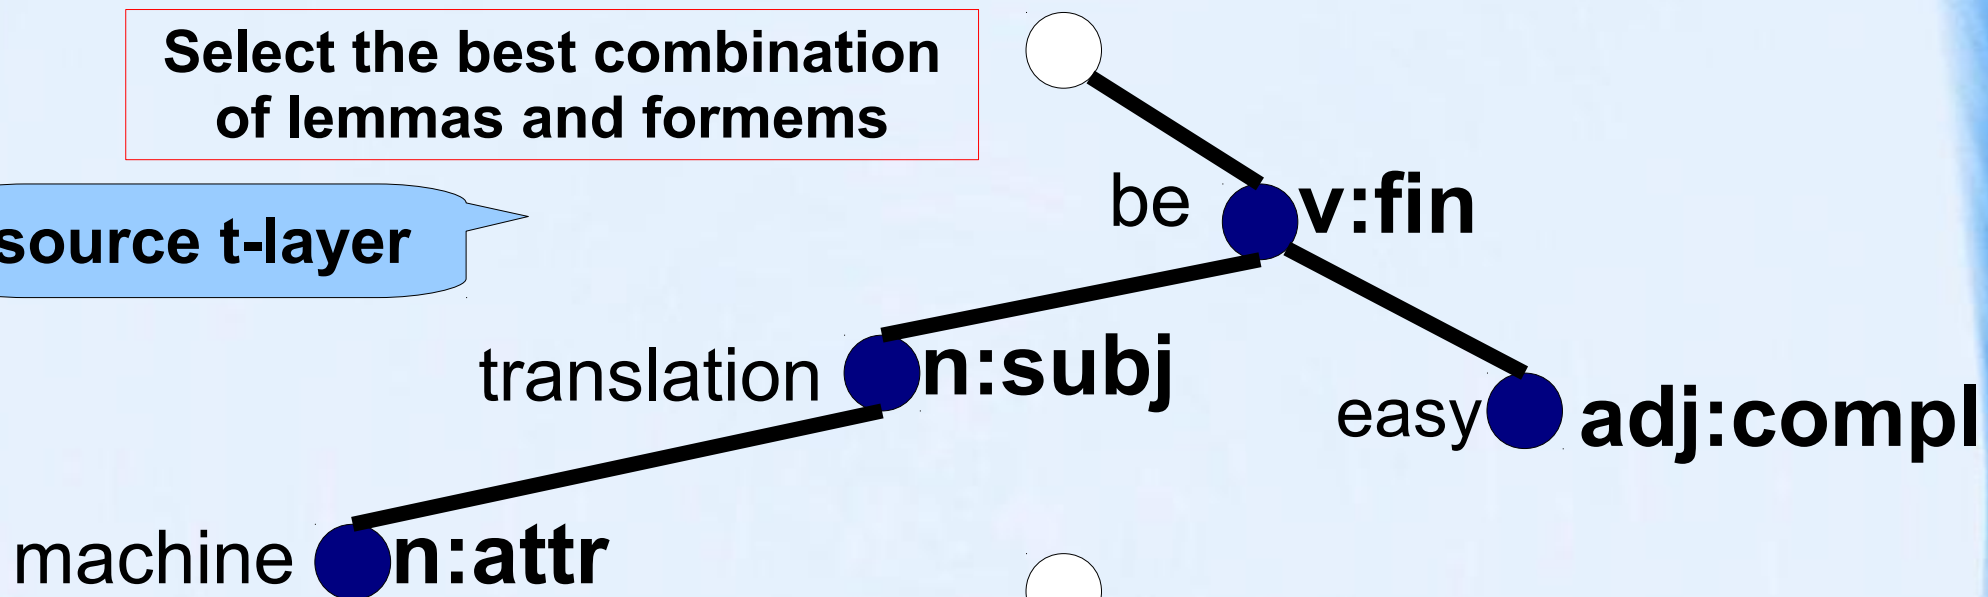 Select the best combination
of lemmas and formems
be v:fin
source t-layer
translation n:subj
easy adj:compl
machine n:attr